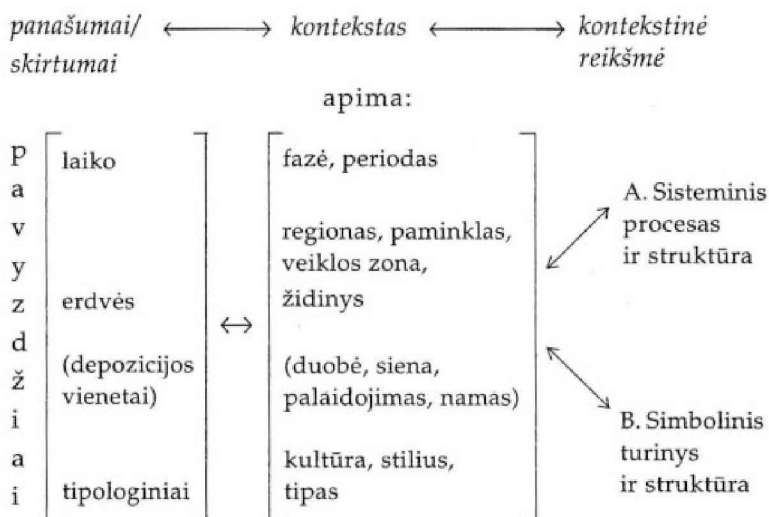 panašumai/ ⟷ kontekstas ⟷ kontekstinė
skirtumai reikšmė
apima:
pavyzdžiai
laiko
erdvės
(depozicijos
vienetai)
tipologiniai
↔
fazė, periodas
regionas, paminklas,
veiklos zona,
židinys
(duobė, siena,
palaidojimas, namas)
kultūra, stilius,
tipas
A. Sisteminis
procesas
ir struktūra
B. Simbolinis
turinys
ir struktūra